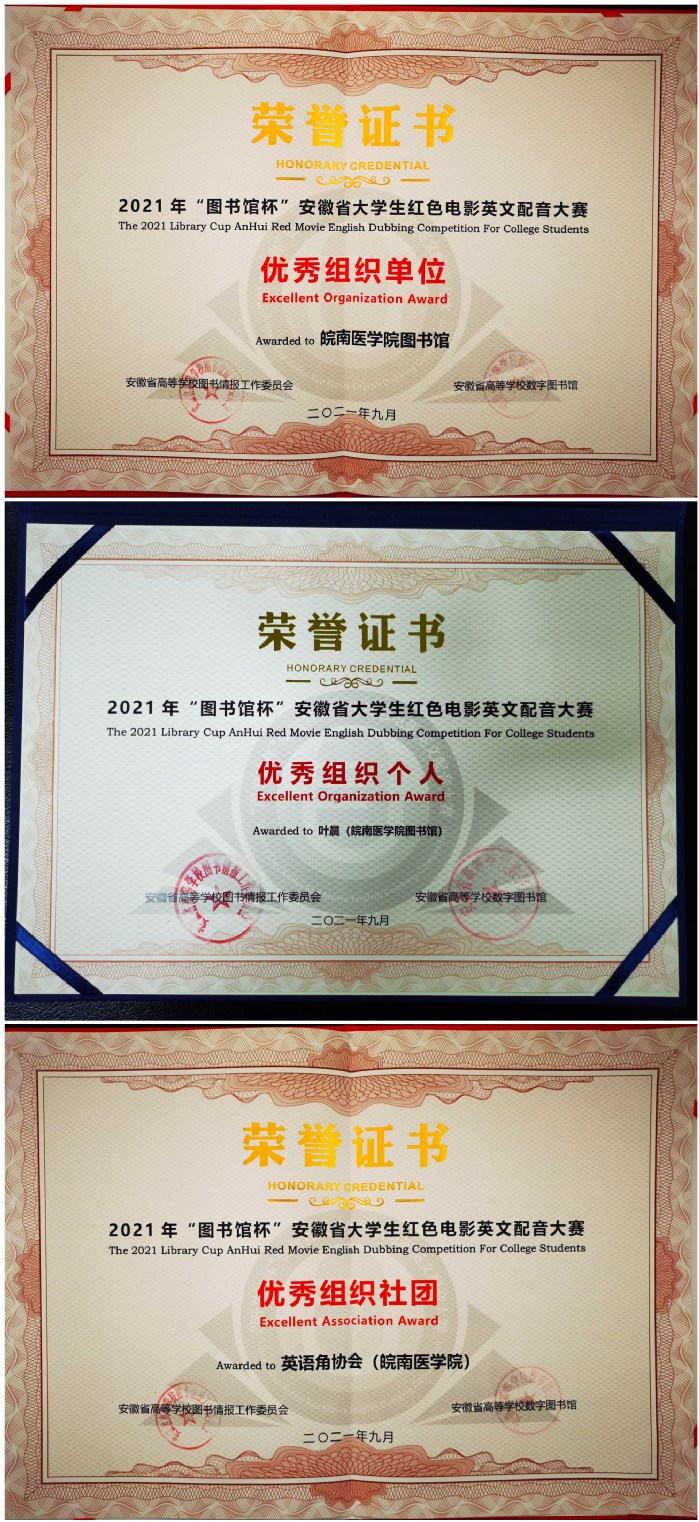 荣誉证书
HONORARY CREDENTIAL
2021年“图书馆杯”安徽省大学生红色电影英文配音大赛
The 2021 Library Cup AnHui Red Movie English Dubbing Competition For College Students
优秀组织单位
Excellent Organization Award
Awarded to 皖南医学院图书馆
安徽省高等学校图书情报工作委员会 安徽省高等学校数字图书馆
二〇二一年九月
荣誉证书
HONORARY CREDENTIAL
2021年“图书馆杯”安徽省大学生红色电影英文配音大赛
The 2021 Library Cup AnHui Red Movie English Dubbing Competition For College Students
优秀组织个人
Excellent Organization Award
Awarded to 叶晨（皖南医学院图书馆）
安徽省高等学校图书情报工作委员会 安徽省高等学校数字图书馆
二〇二一年九月
荣誉证书
HONORARY CREDENTIAL
2021年“图书馆杯”安徽省大学生红色电影英文配音大赛
The 2021 Library Cup AnHui Red Movie English Dubbing Competition For College Students
优秀组织社团
Excellent Association Award
Awarded to 英语角协会（皖南医学院）
安徽省高等学校图书情报工作委员会 安徽省高等学校数字图书馆
二〇二一年九月